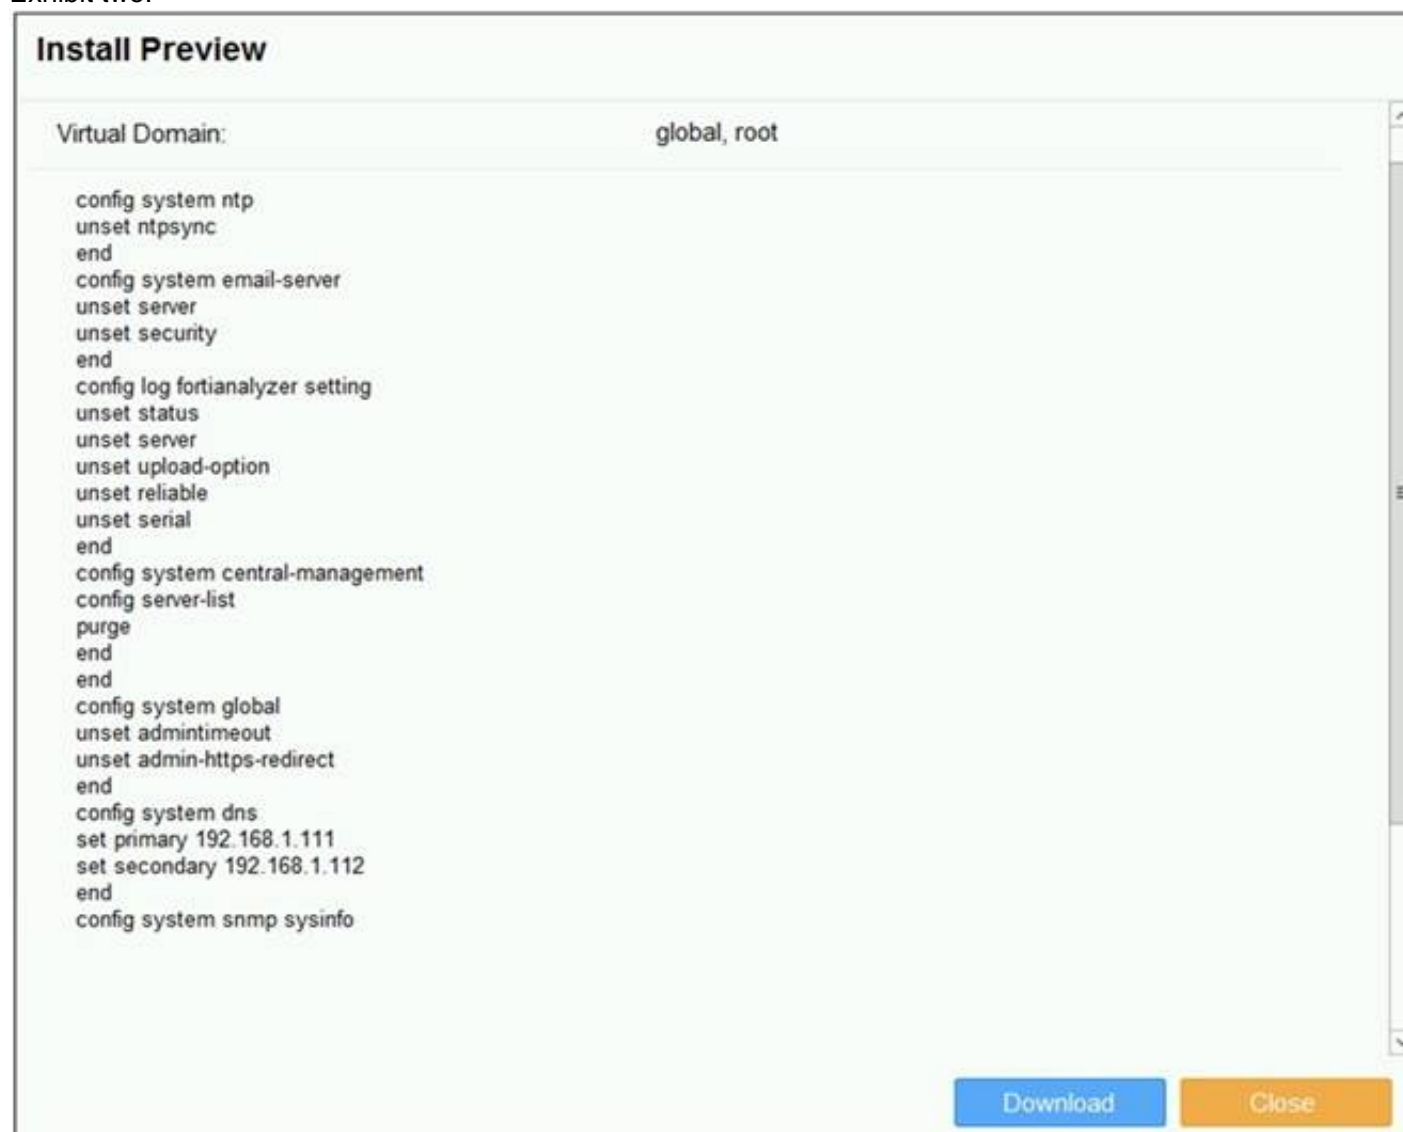 Exhibit two:
Install Preview
Virtual Domain: global, root
config system ntp
unset ntpsync
end
config system email-server
unset server
unset security
end
config log fortianalyzer setting
unset status
unset server
unset upload-option
unset reliable
unset serial
end
config system central-management
config server-list
purge
end
end
config system global
unset admintimeout
unset admin-https-redirect
end
config system dns
set primary 192.168.1.111
set secondary 192.168.1.112
end
config system snmp sysinfo
Download Close